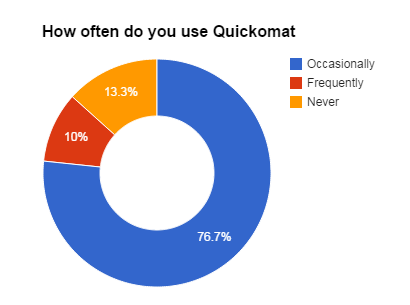 How often do you use Quickomat
Occasionally
Frequently
Never
13.3%
10%
76.7%